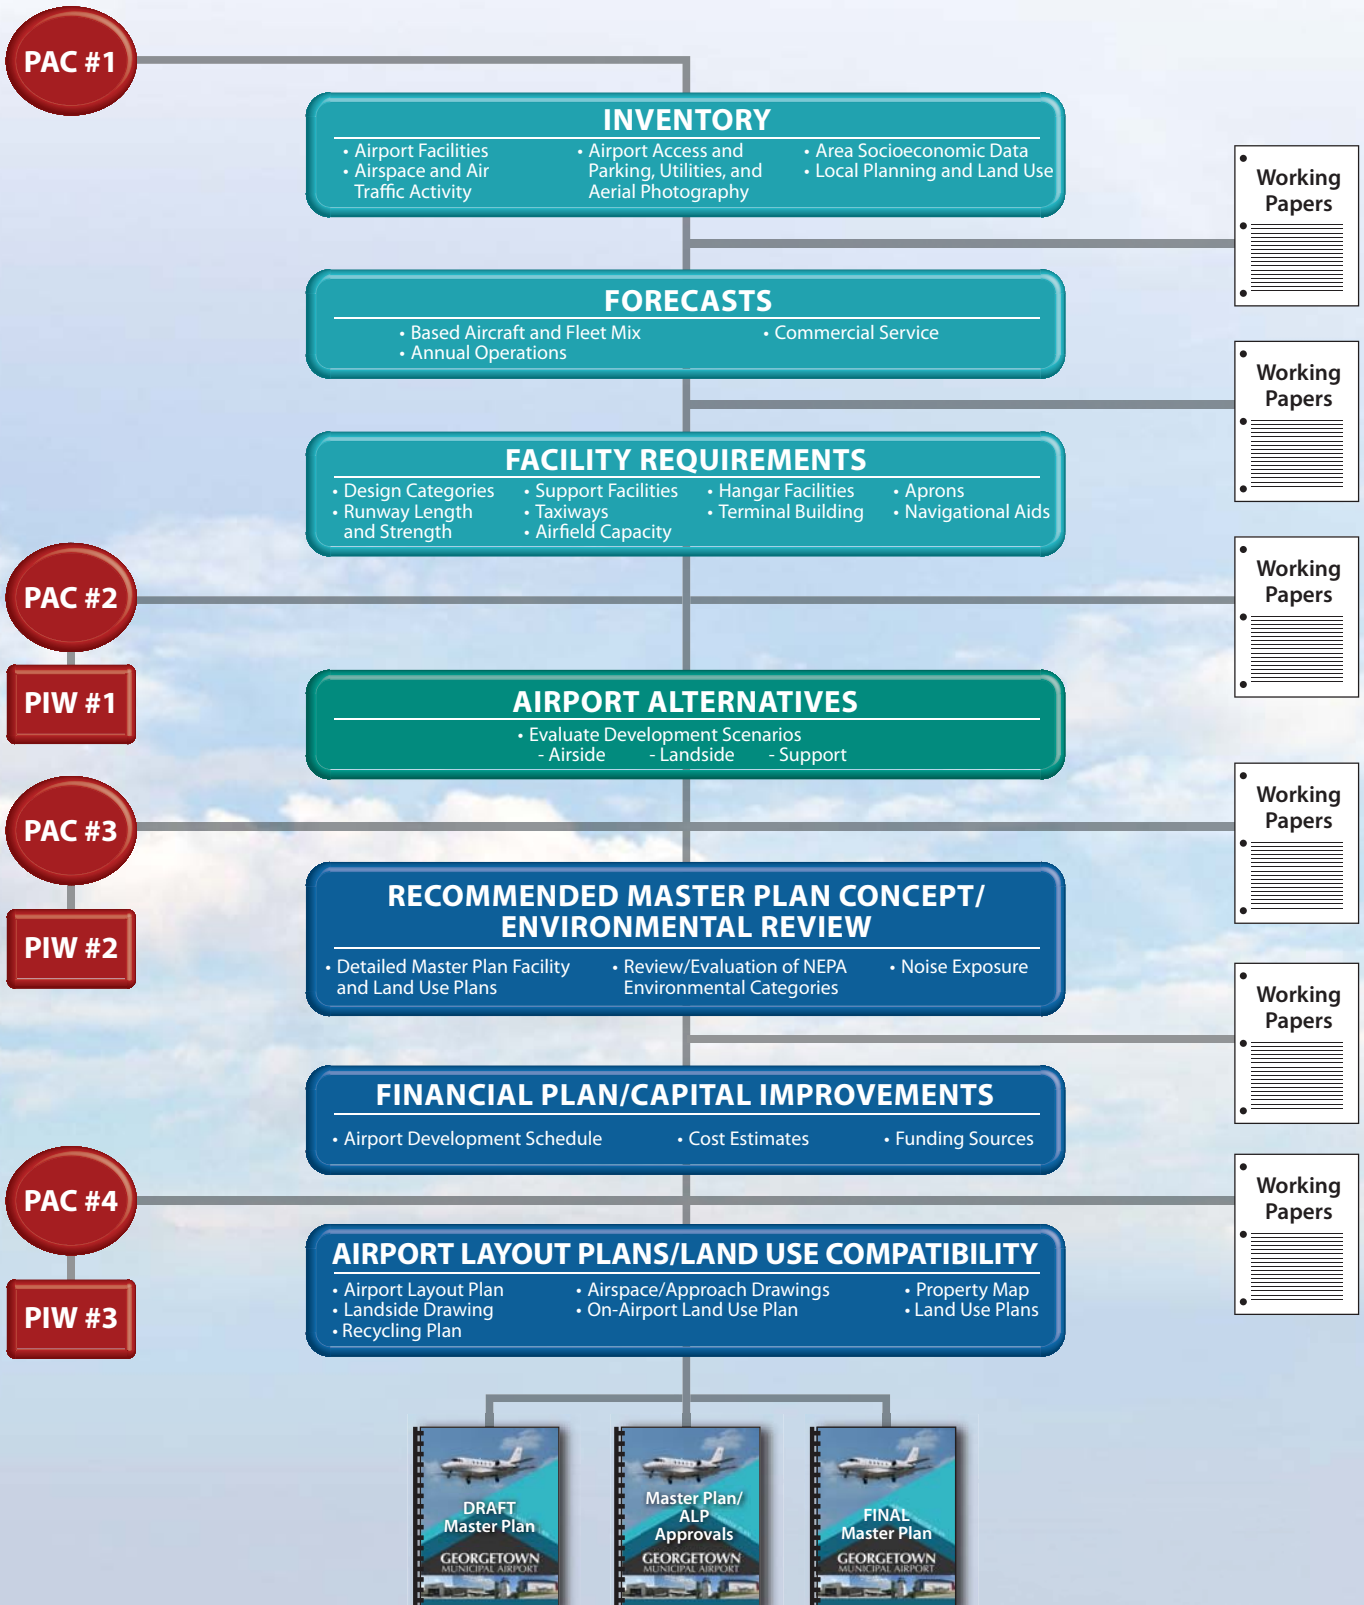 PAC #1
INVENTORY
• Airport Facilities
• Airspace and Air
Traffic Activity
• Airport Access and
Parking, Utilities, and
Aerial Photography
• Area Socioeconomic Data
• Local Planning and Land Use
Working
Papers
FORECASTS
• Based Aircraft and Fleet Mix
• Annual Operations
• Commercial Service
Working
Papers
FACILITY REQUIREMENTS
• Design Categories
• Runway Length
and Strength
• Support Facilities
• Taxiways
• Airfield Capacity
• Hangar Facilities
• Terminal Building
• Aprons
• Navigational Aids
PAC #2
Working
Papers
PIW #1
AIRPORT ALTERNATIVES
• Evaluate Development Scenarios
- Airside - Landside - Support
PAC #3
Working
Papers
PIW #2
RECOMMENDED MASTER PLAN CONCEPT/
ENVIRONMENTAL REVIEW
• Detailed Master Plan Facility
and Land Use Plans
• Review/Evaluation of NEPA
Environmental Categories
• Noise Exposure
Working
Papers
FINANCIAL PLAN/CAPITAL IMPROVEMENTS
• Airport Development Schedule
• Cost Estimates
• Funding Sources
PAC #4
Working
Papers
PIW #3
AIRPORT LAYOUT PLANS/LAND USE COMPATIBILITY
• Airport Layout Plan
• Landside Drawing
• Recycling Plan
• Airspace/Approach Drawings
• On-Airport Land Use Plan
• Property Map
• Land Use Plans
DRAFT
Master Plan
GEORGETOWN
MUNICIPAL AIRPORT
Master Plan/
ALP
Approvals
GEORGETOWN
MUNICIPAL AIRPORT
FINAL
Master Plan
GEORGETOWN
MUNICIPAL AIRPORT